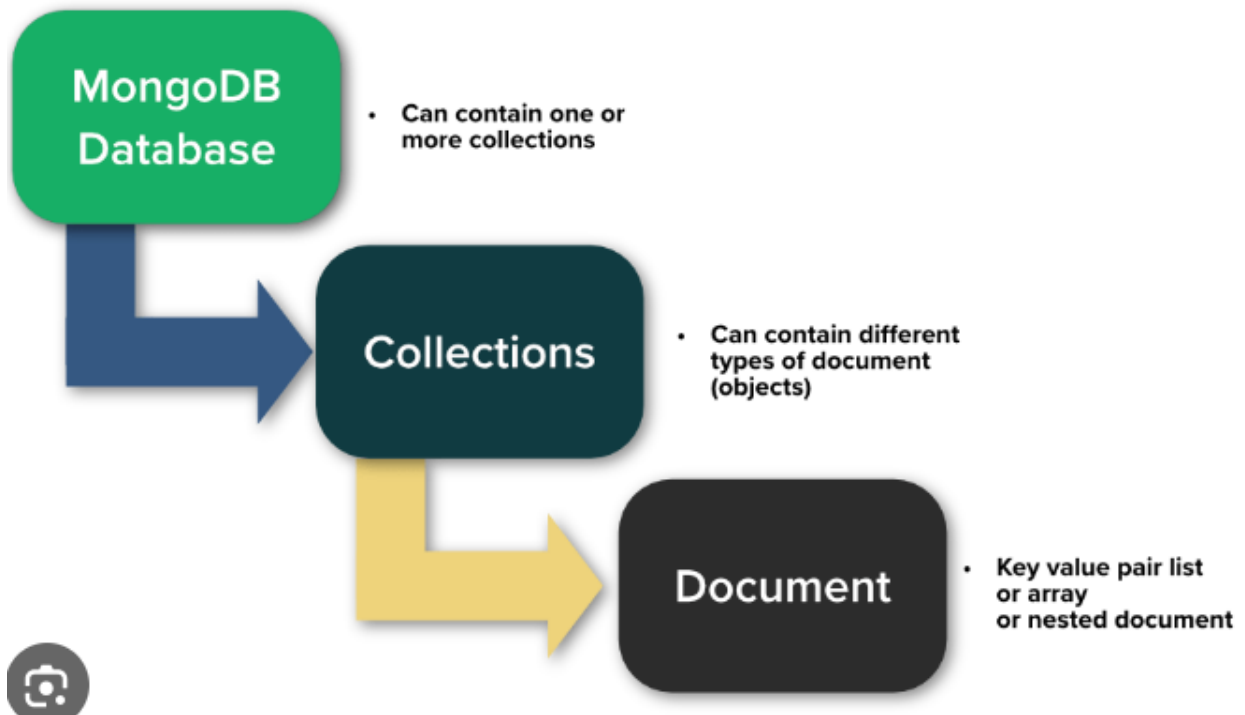 MongoDB
Database
• Can contain one or
more collections
Collections
• Can contain different
types of document
(objects)
Document
• Key value pair list
or array
or nested document